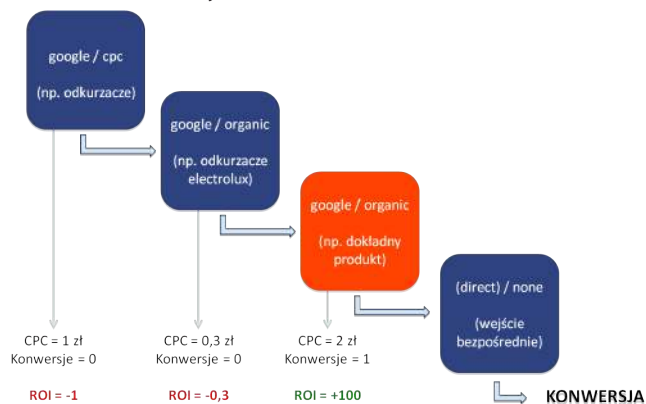 google / cpc
(np. odkurzacze)
google / organic
(np. odkurzacze
electrolux)
google / organic
(np. dokładny
produkt)
(direct) / none
(wejście
bezpośrednie)
CPC = 1 zł
Konwersje = 0
ROI = -1
CPC = 0,3 zł
Konwersje = 0
ROI = -0,3
CPC = 2 zł
Konwersje = 1
ROI = +100
KONWERSJA